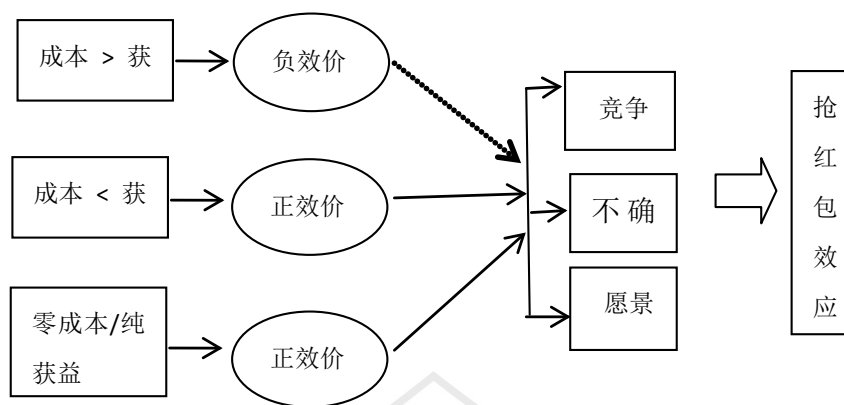 成本 > 获
负效价
竞争
成本 < 获
正效价
不 确
零成本/纯
获益
正效价
愿景
抢
红
包
效
应